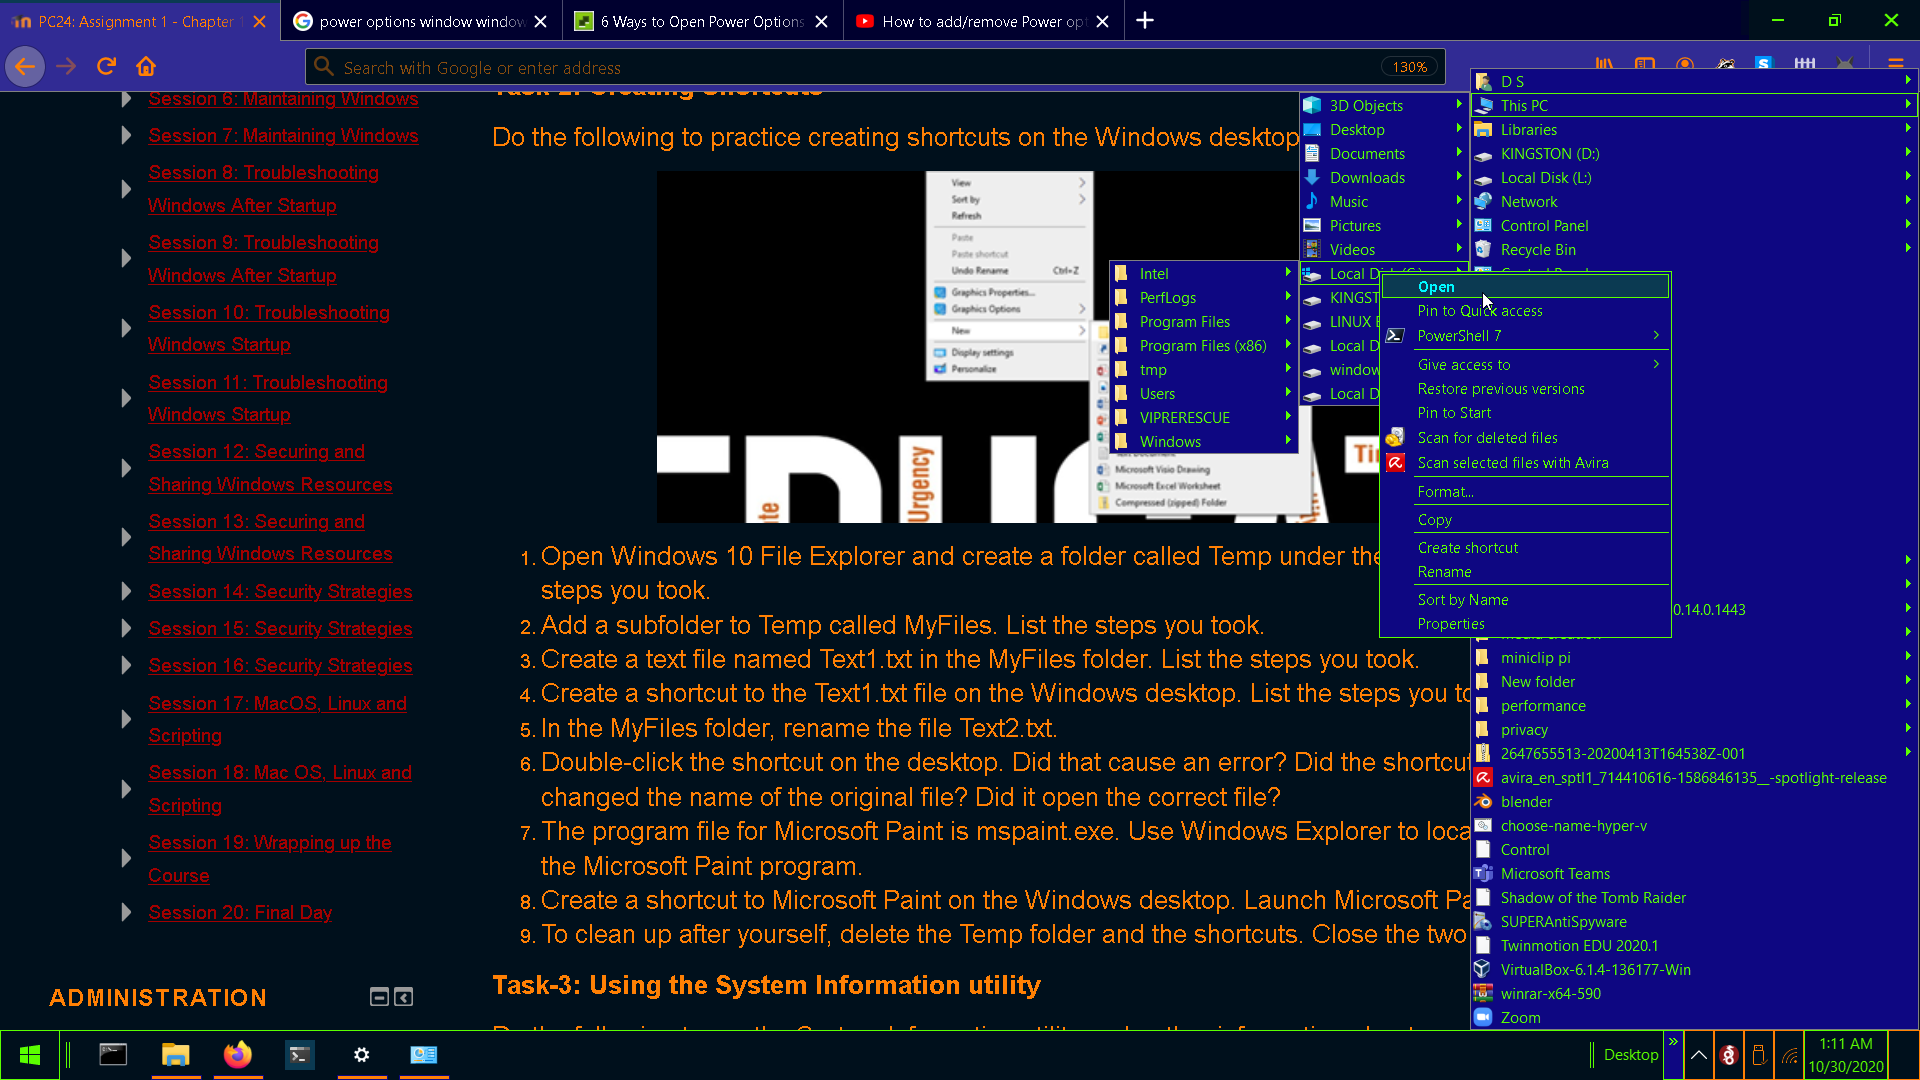 PC24: Assignment 1 - Chapter 1
power options window window
6 Ways to Open Power Options
How to add/remove Power opt
Search with Google or enter address
130%
Session 6: Maintaining Windows
Session 7: Maintaining Windows
Session 8: Troubleshooting
Windows After Startup
Session 9: Troubleshooting
Windows After Startup
Session 10: Troubleshooting
Windows Startup
Session 11: Troubleshooting
Windows Startup
Session 12: Securing and
Sharing Windows Resources
Session 13: Securing and
Sharing Windows Resources
Session 14: Security Strategies
Session 15: Security Strategies
Session 16: Security Strategies
Session 17: MacOS, Linux and
Scripting
Session 18: Mac OS, Linux and
Scripting
Session 19: Wrapping up the
Course
Session 20: Final Day
ADMINISTRATION
Task-2: Creating Shortcuts
Do the following to practice creating shortcuts on the Windows desktop
View
Sort by
Refresh
Paste
Paste shortcut
Undo Rename Ctrl+Z
Graphics Properties...
Graphics Options
New
Display settings
Personalize
Urgency
Microsoft Visio Drawing
Microsoft Excel Worksheet
Compressed (zipped) Folder
1. Open Windows 10 File Explorer and create a folder called Temp under the
steps you took.
2. Add a subfolder to Temp called MyFiles. List the steps you took.
3. Create a text file named Text1.txt in the MyFiles folder. List the steps you took.
4. Create a shortcut to the Text1.txt file on the Windows desktop. List the steps you to
5. In the MyFiles folder, rename the file Text2.txt.
6. Double-click the shortcut on the desktop. Did that cause an error? Did the shortcut
changed the name of the original file? Did it open the correct file?
7. The program file for Microsoft Paint is mspaint.exe. Use Windows Explorer to loca
the Microsoft Paint program.
8. Create a shortcut to Microsoft Paint on the Windows desktop. Launch Microsoft Pa
9. To clean up after yourself, delete the Temp folder and the shortcuts. Close the two
Task-3: Using the System Information utility
Intel
PerfLogs
Program Files
Program Files (x86)
tmp
Users
VIPRERESCUE
Windows
3D Objects
Desktop
Documents
Downloads
Music
Pictures
Videos
Local Disk (C:)
KINGST
LINUX
Local D
window
Local D
Open
Pin to Quick access
PowerShell 7
Give access to
Restore previous versions
Pin to Start
Scan for deleted files
Scan selected files with Avira
Format...
Copy
Create shortcut
Rename
Sort by Name
Properties
D S
This PC
Libraries
KINGSTON (D:)
Local Disk (L:)
Network
Control Panel
Recycle Bin
0.14.0.1443
miniclip pi
New folder
performance
privacy
2647655513-20200413T164538Z-001
avira_en_sptl1_714410616-1586846135__-spotlight-release
blender
choose-name-hyper-v
Control
Microsoft Teams
Shadow of the Tomb Raider
SUPERAntiSpyware
Twinmotion EDU 2020.1
VirtualBox-6.1.4-136177-Win
winrar-x64-590
Zoom
Desktop
1:11 AM
10/30/2020